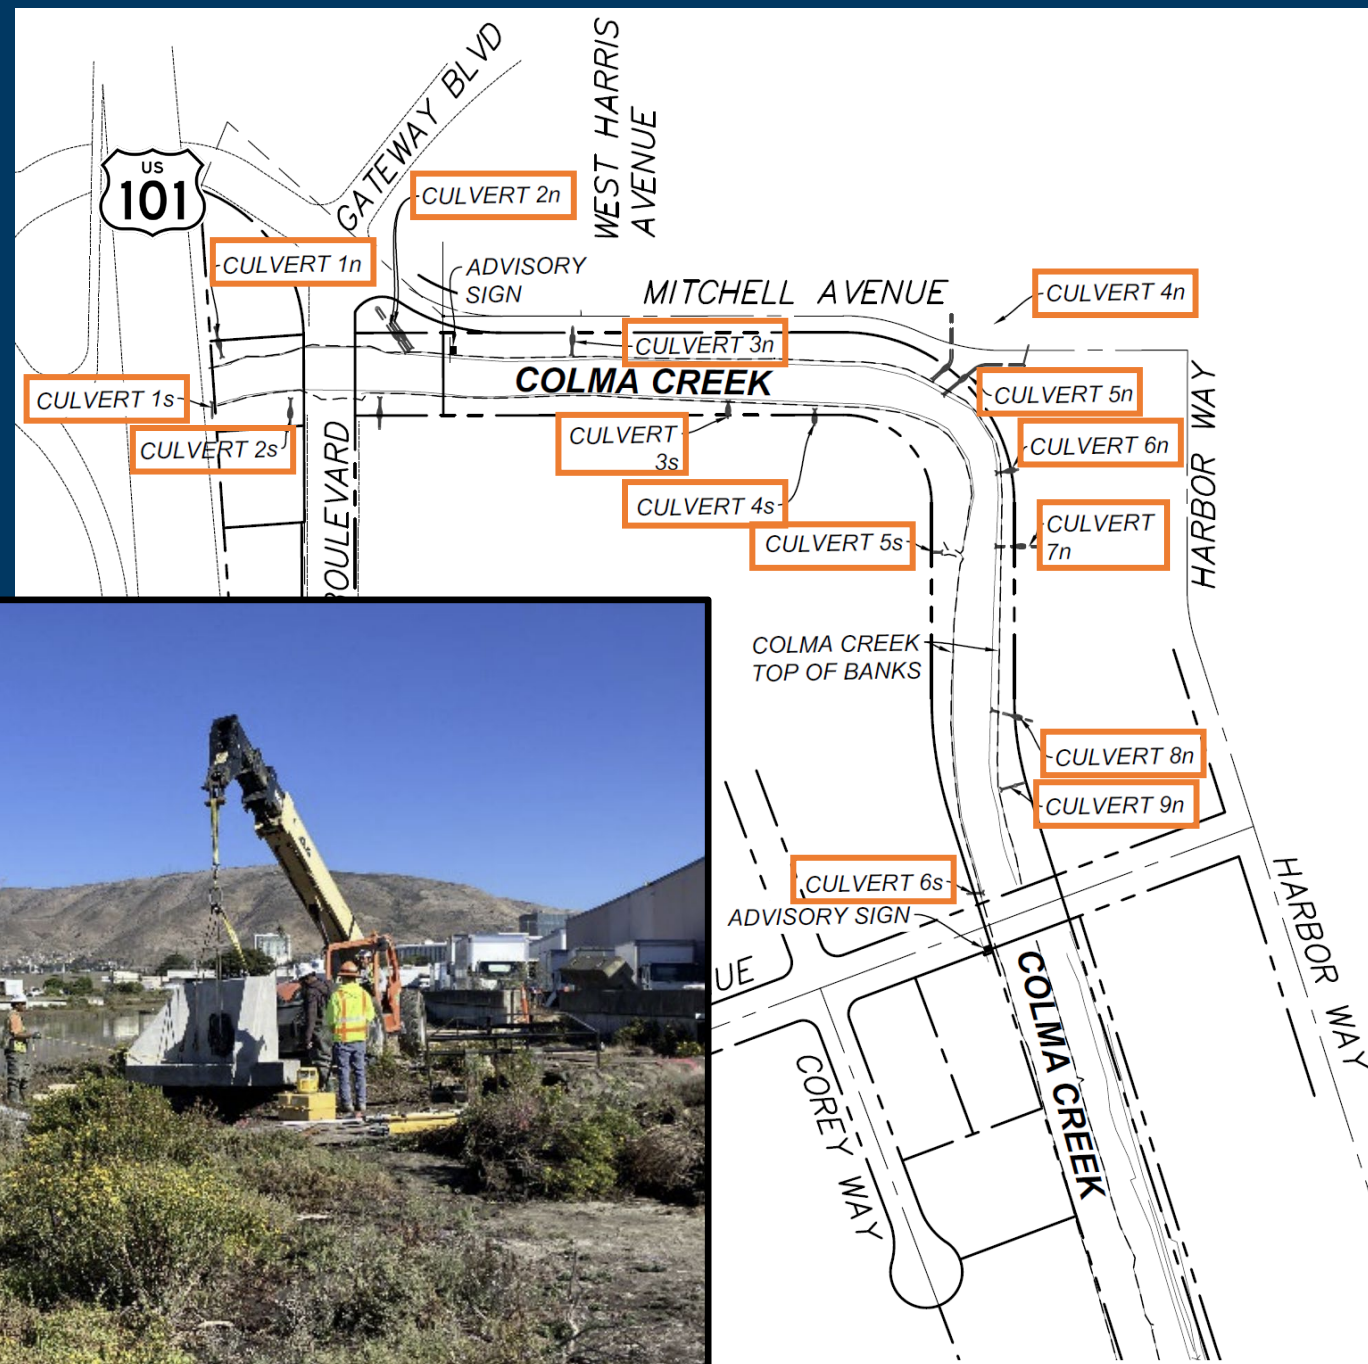 GATEWAY BLVD
WEST HARRIS
AVENUE
US
101
CULVERT 2n
CULVERT 1n
ADVISORY
SIGN
MITCHELL AVENUE
CULVERT 4n
CULVERT 3n
COLMA CREEK
CULVERT 1s
CULVERT 5n
CULVERT 2s
CULVERT
3s
CULVERT 6n
HARBOR WAY
CULVERT 4s
CULVERT
7n
CULVERT 5s
BOULEVARD
COLMA CREEK
TOP OF BANKS
CULVERT 8n
CULVERT 9n
CULVERT 6s
ADVISORY SIGN
HARBOR WAY
UE
COLMA CREEK
COREY WAY